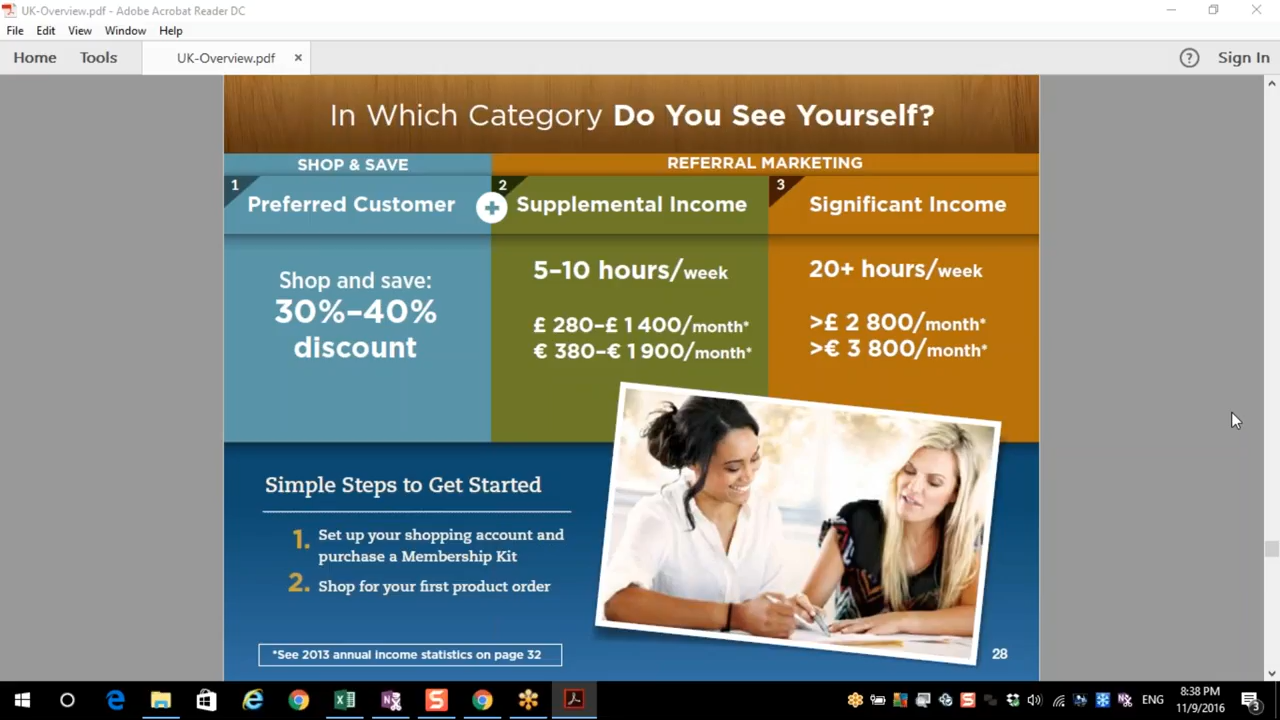 UK-Overview.pdf - Adobe Acrobat Reader DC
File Edit View Window Help
Home Tools UK-Overview.pdf × ? Sign In
In Which Category Do You See Yourself?
SHOP & SAVE
REFERRAL MARKETING
1
Preferred Customer
+
2
Supplemental Income
3
Significant Income
Shop and save:
30%–40%
discount
5–10 hours/week
£ 280–£ 1 400/month*
€ 380–€ 1 900/month*
20+ hours/week
>£ 2 800/month*
>€ 3 800/month*
Simple Steps to Get Started
1. Set up your shopping account and
purchase a Membership Kit
2. Shop for your first product order
*See 2013 annual income statistics on page 32
28
ENG
8:38 PM
11/9/2016
3